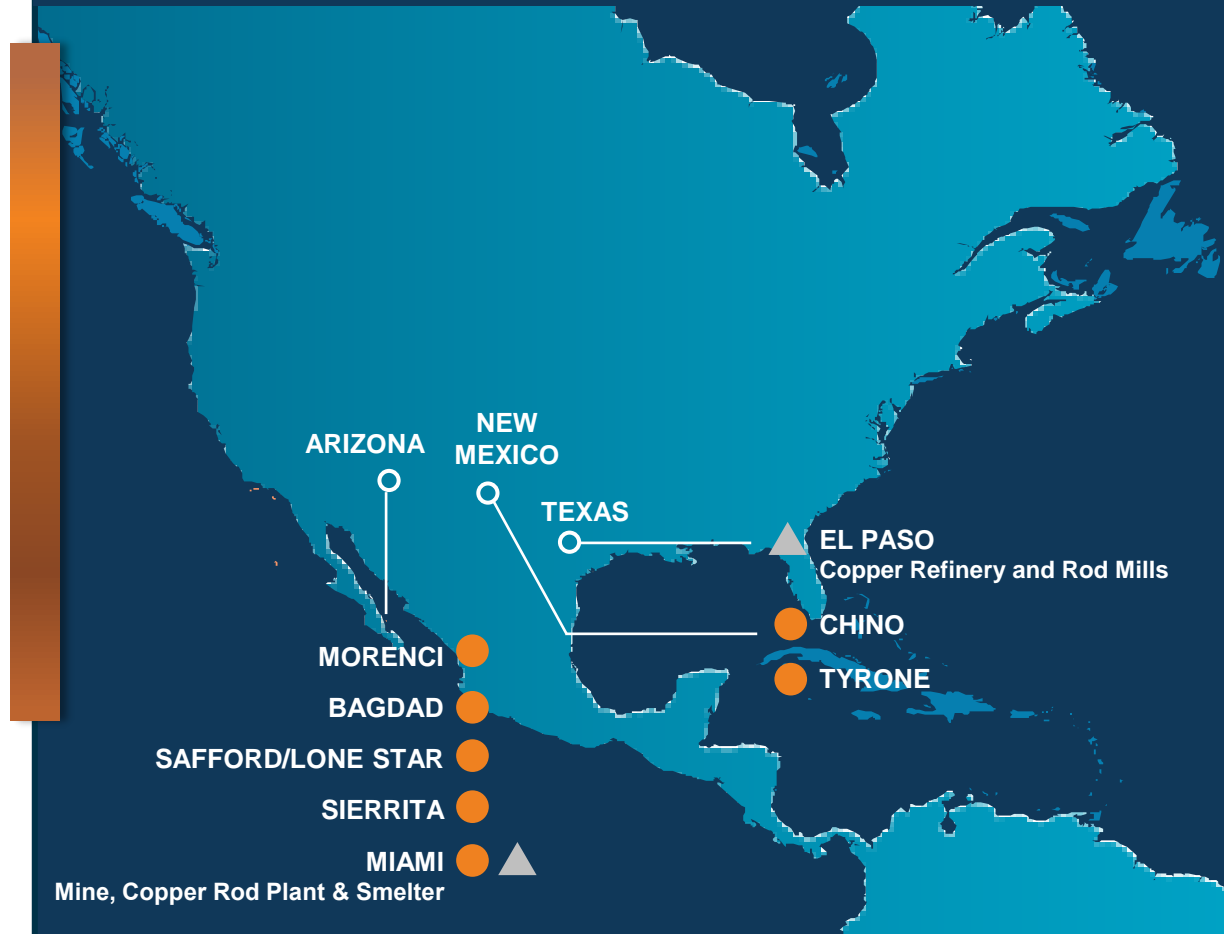 ARIZONA
NEW
MEXICO
TEXAS
EL PASO
Copper Refinery and Rod Mills
CHINO
TYRONE
MORENCI
BAGDAD
SAFFORD/LONE STAR
SIERRITA
MIAMI
Mine, Copper Rod Plant & Smelter